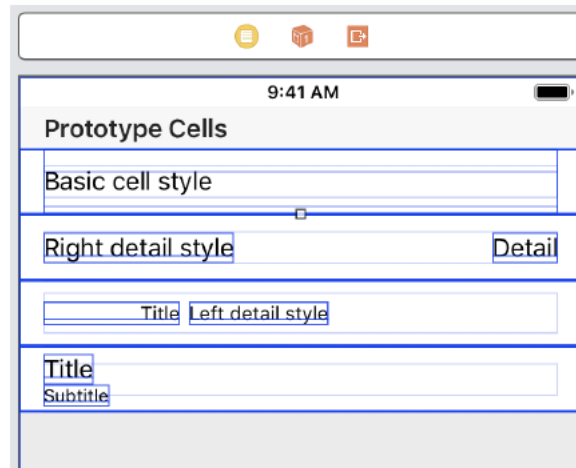 9:41 AM
Prototype Cells
Basic cell style
Right detail style Detail
Title Left detail style
Title
Subtitle